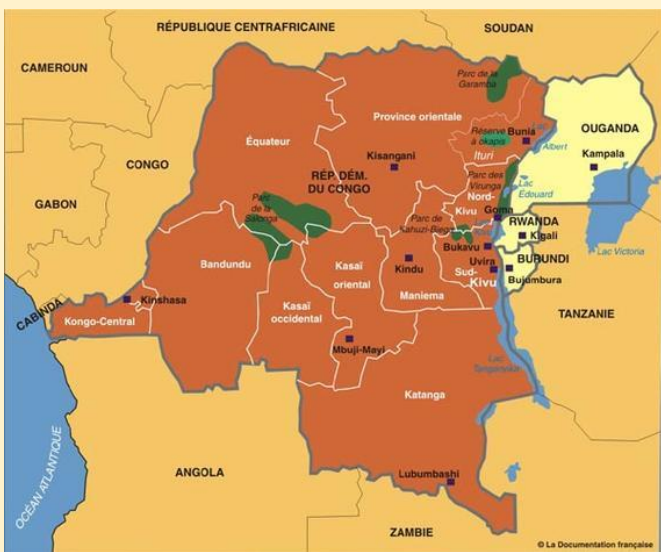 RÉPUBLIQUE CENTRAFRICAINE
SOUDAN
CAMEROUN
Parc de la
Garamba
Province orientale
Équateur
Réserve
à okapis
Bunia
Lac
Albert
OUGANDA
Ituri
Kampala
CONGO
Kisangani
RÉP. DÉM.
DU CONGO
Parc des
Virunga
Lac
Édouard
GABON
Parc
de la
Salonga
Nord-
Kivu
Goma
Parc de
Kahuzi-Biega
RWANDA
Kigali
Lac Victoria
Bukavu
Bandundu
Kasaï
oriental
Kindu
Uvira
BURUNDI
Sud-
Kivu
Bujumbura
Kinshasa
CABINDA
Kongo-Central
Kasaï
occidental
Maniema
TANZANIE
Mbuji-Mayi
Lac
Tanganyika
Katanga
OCÉAN ATLANTIQUE
ANGOLA
Lubumbashi
ZAMBIE
© La Documentation française